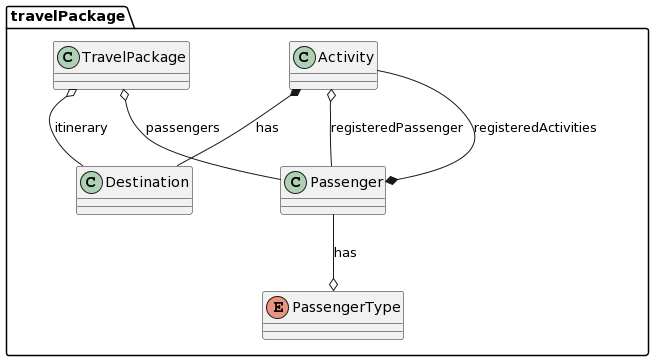 travelPackage
C TravelPackage
C Activity
itinerary
passengers
has
registeredPassenger
registeredActivities
C Destination
C Passenger
has
E PassengerType